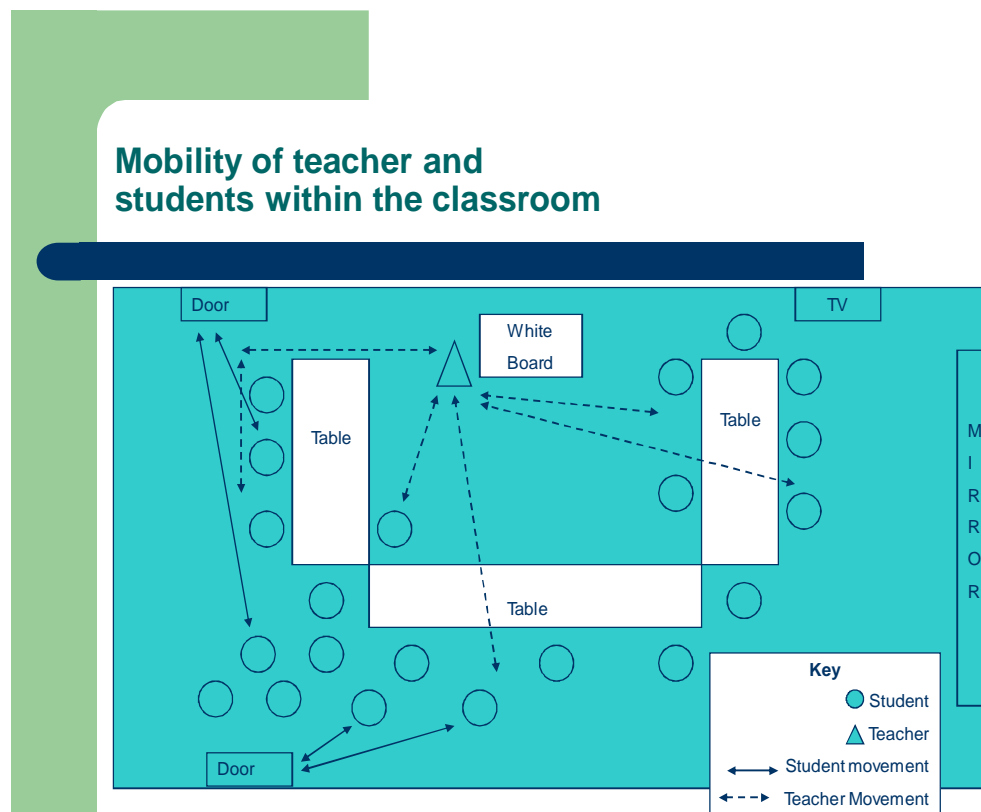 Mobility of teacher and
students within the classroom
Door
TV
White
Board
Table
Table
M
I
R
R
O
R
Table
Door
Key
Student
Teacher
Student movement
Teacher Movement